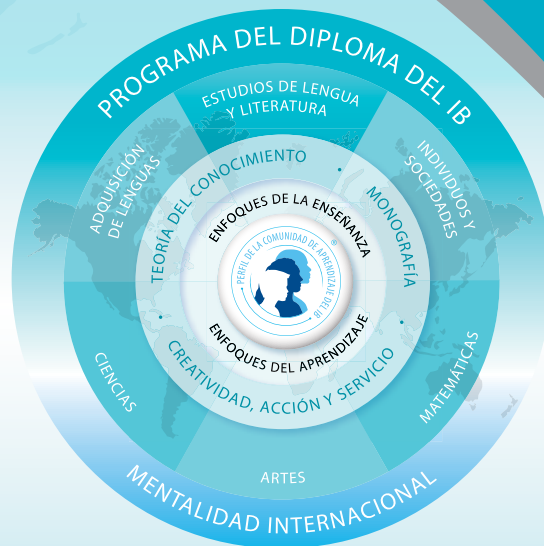 PROGRAMA DEL DIPLOMA DEL IB
ESTUDIOS DE LENGUA
Y LITERATURA
ADQUISICIÓN
DE LENGUAS
INDIVIDUOS Y
SOCIEDADES
TEORÍA DEL CONOCIMIENTO
•
MONOGRAFÍA
•
ENFOQUES DE LA ENSEÑANZA
• PERFIL DE LA COMUNIDAD DE APRENDIZAJE DEL IB
®
ENFOQUES DEL APRENDIZAJE
•
CREATIVIDAD, ACCIÓN Y SERVICIO
CIENCIAS
MATEMÁTICAS
ARTES
MENTALIDAD INTERNACIONAL